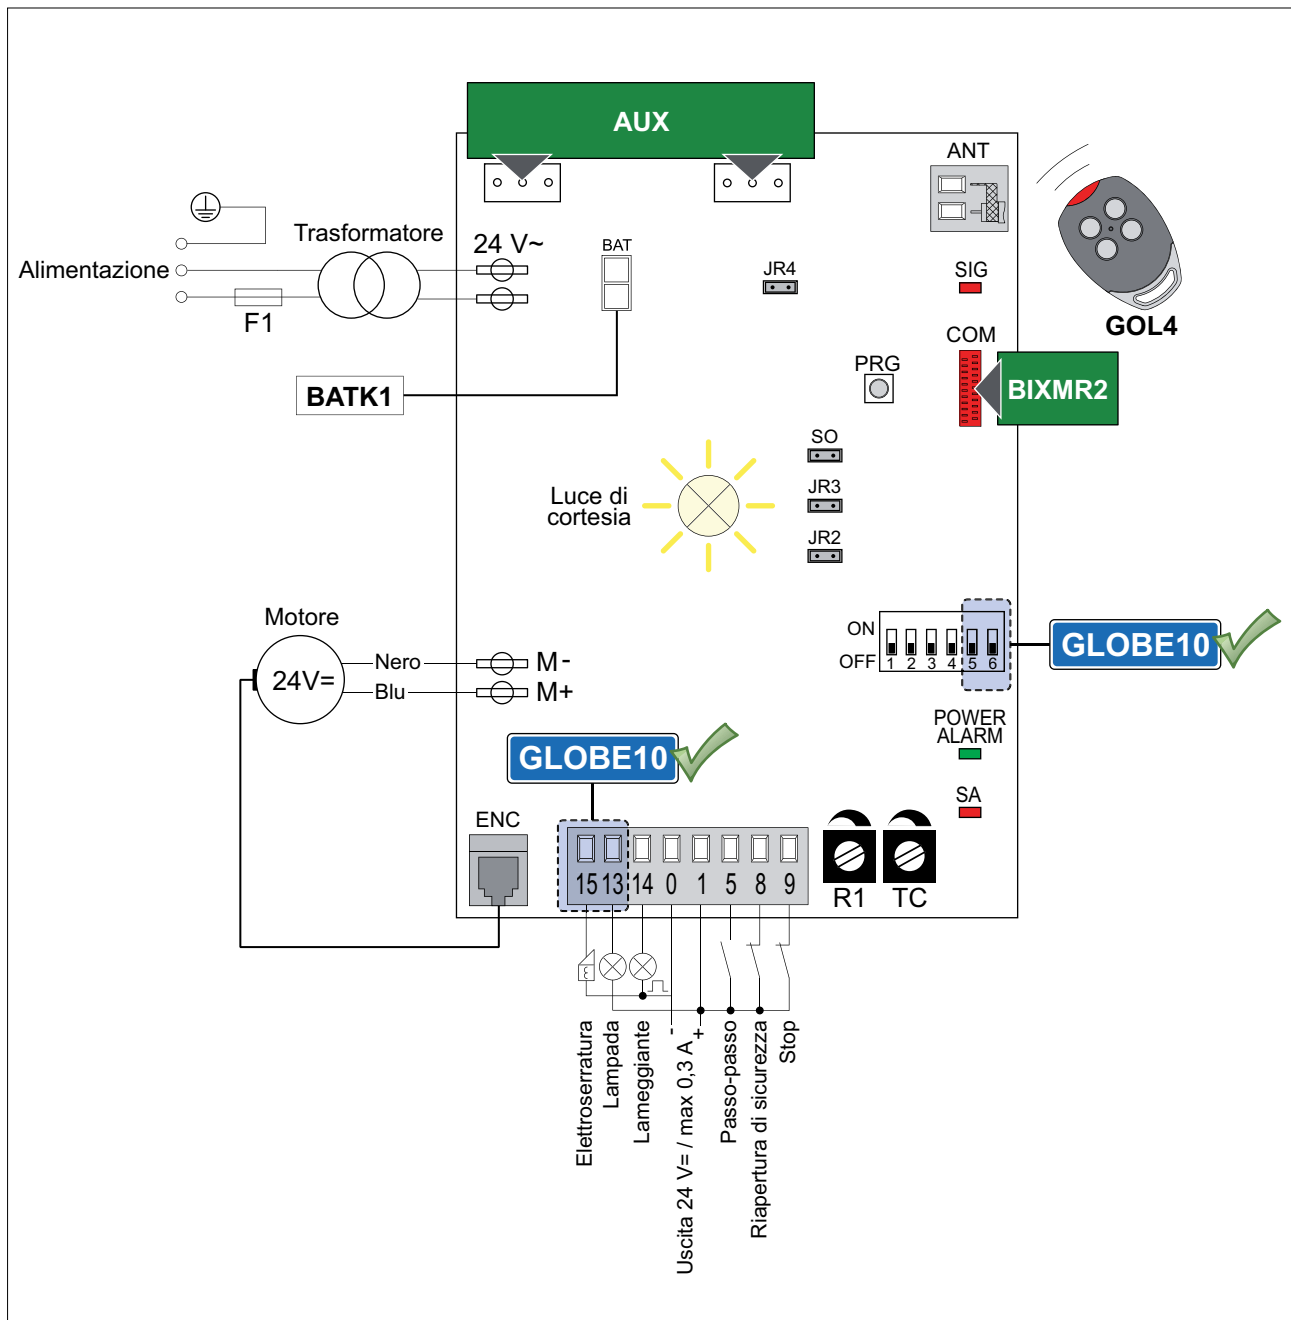 AUX
ANT
Trasformatore
24 V~
BAT
JR4
SIG
Alimentazione
F1
GOL4
COM
PRG
BATK1
BIXMR2
SO
Luce di
cortesia
JR3
JR2
Motore
ON
OFF
1 2 3 4 5 6
GLOBE10
Nero
M-
24V=
Blu
M+
POWER
ALARM
GLOBE10
SA
ENC
15 13 14 0 1 5 8 9
R1
TC
Elettroserratura
Lampada
Lameggiante
- Uscita 24 V= / max 0,3 A +
Passo-passo
Riapertura di sicurezza
Stop